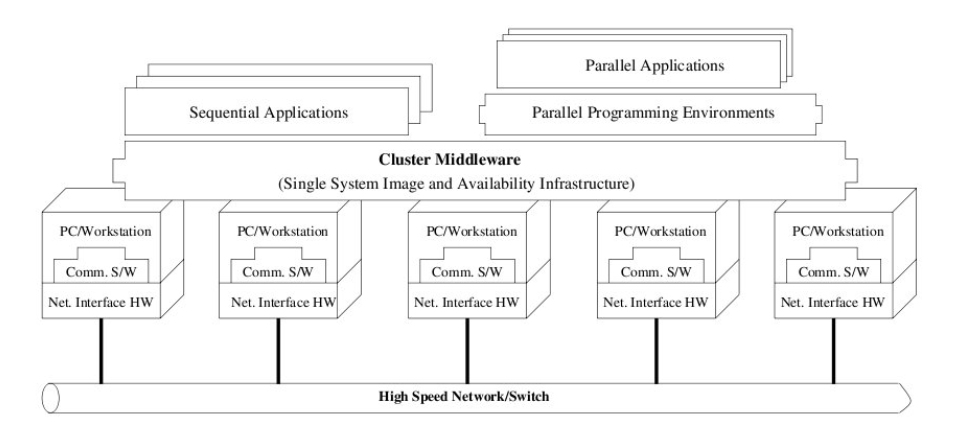 Parallel Applications
Sequential Applications
Parallel Programming Environments
Cluster Middleware
(Single System Image and Availability Infrastructure)
PC/Workstation
PC/Workstation
PC/Workstation
PC/Workstation
PC/Workstation
Comm. S/W
Comm. S/W
Comm. S/W
Comm. S/W
Comm. S/W
Net. Interface HW
Net. Interface HW
Net. Interface HW
Net. Interface HW
Net. Interface HW
High Speed Network/Switch